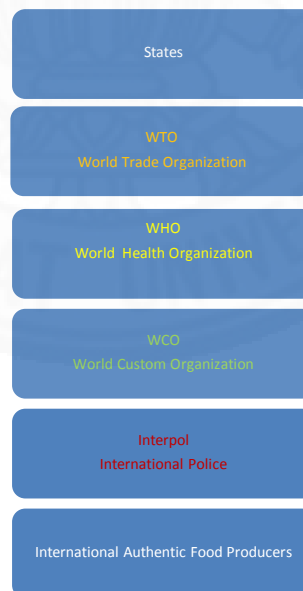 States
WTO
World Trade Organization
WHO
World Health Organization
WCO
World Custom Organization
Interpol
International Police
International Authentic Food Producers